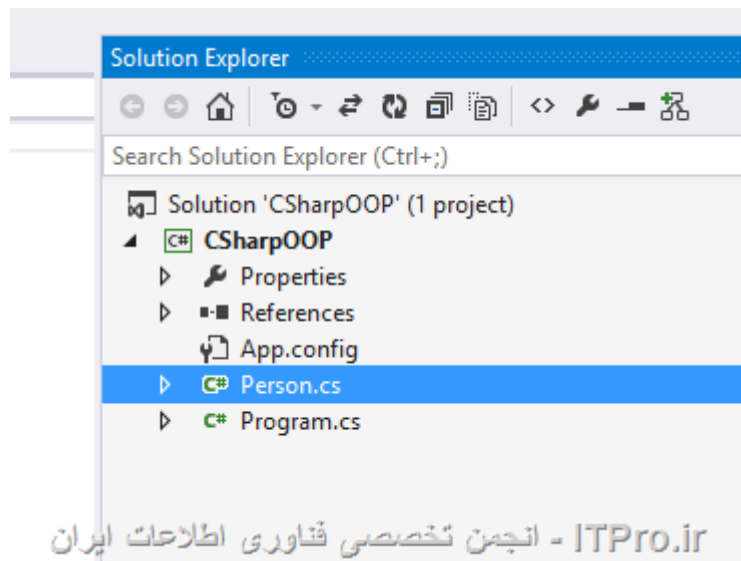 Solution Explorer
Search Solution Explorer (Ctrl+;)
Solution 'CSharpOOP' (1 project)
C# CSharpOOP
Properties
References
App.config
C# Person.cs
C# Program.cs
ITPro.ir - انجمن تخصصی فناوری اطلاعات ایران